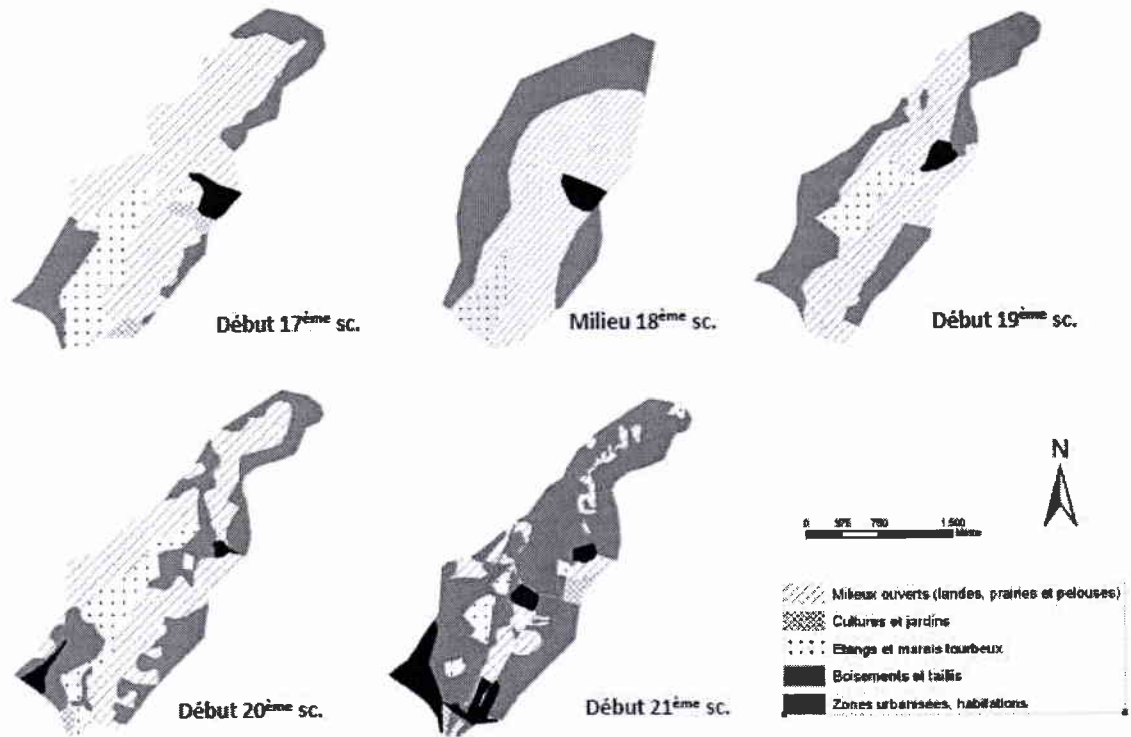 Début 17ème sc.
Milieu 18ème sc.
Début 19ème sc.
Début 20ème sc.
Début 21ème sc.
N
0 375 750 1.500
Mètre
Milieux ouverts (landes, prairies et pelouses)
Cultures et jardins
Etangs et marais tourbeux
Boisements et taillis
Zones urbanisées, habitations